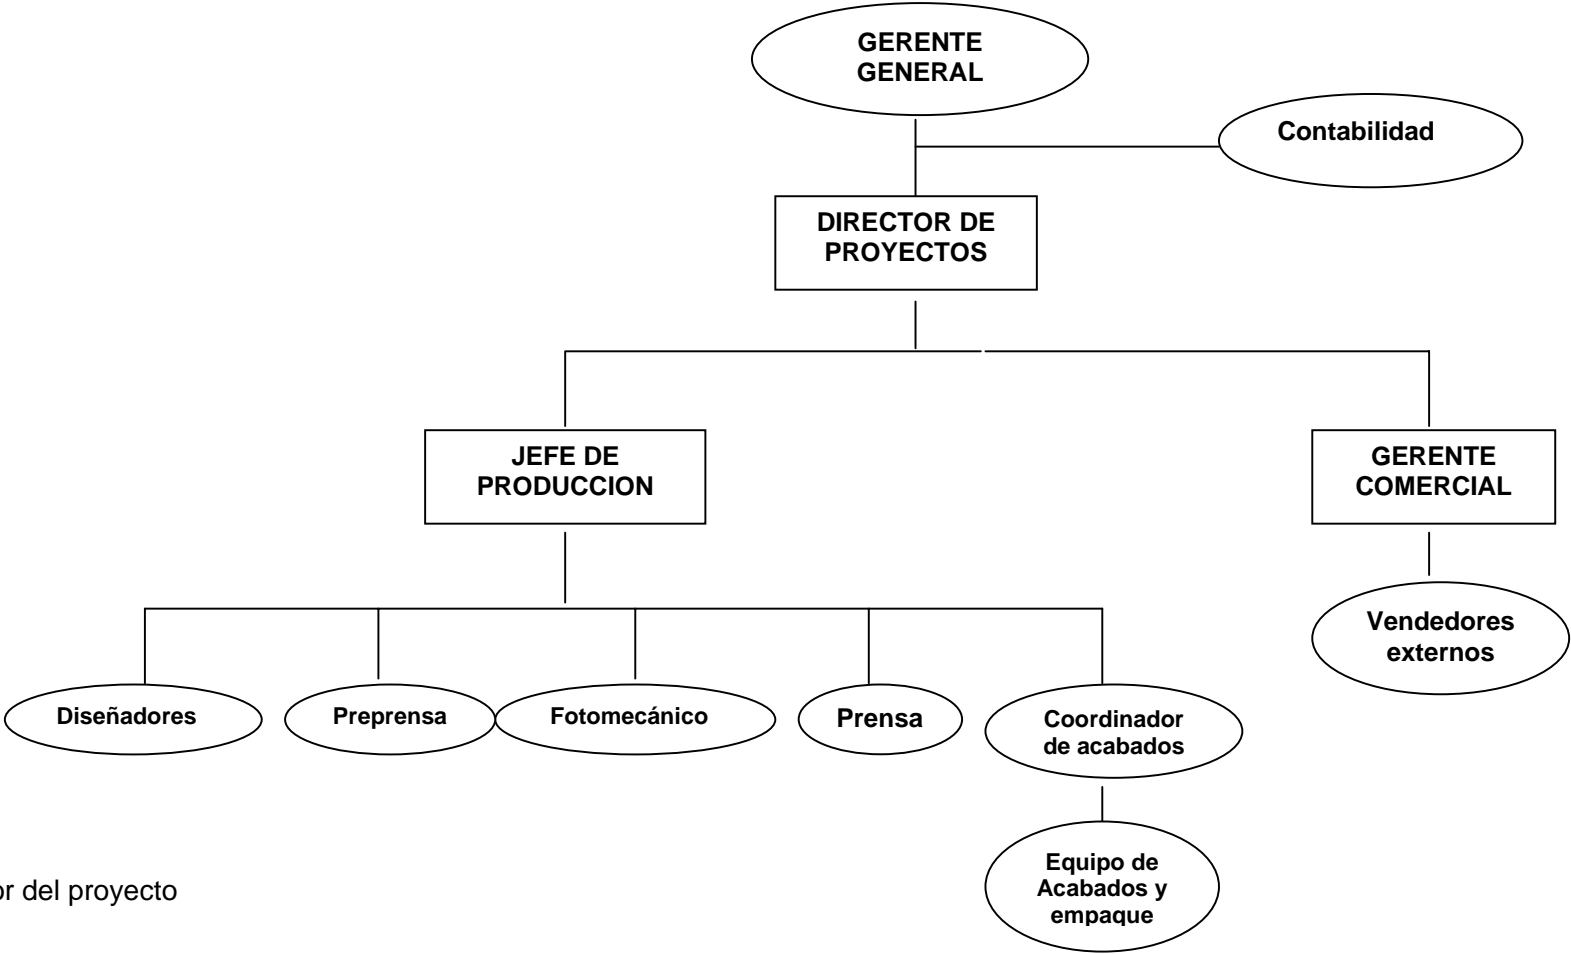 GERENTE
GENERAL
Contabilidad
DIRECTOR DE
PROYECTOS
JEFE DE
PRODUCCION
GERENTE
COMERCIAL
Vendedores
externos
Diseñadores
Preprensa
Fotomecánico
Prensa
Coordinador
de acabados
Equipo de
Acabados y
empaque
del proyecto